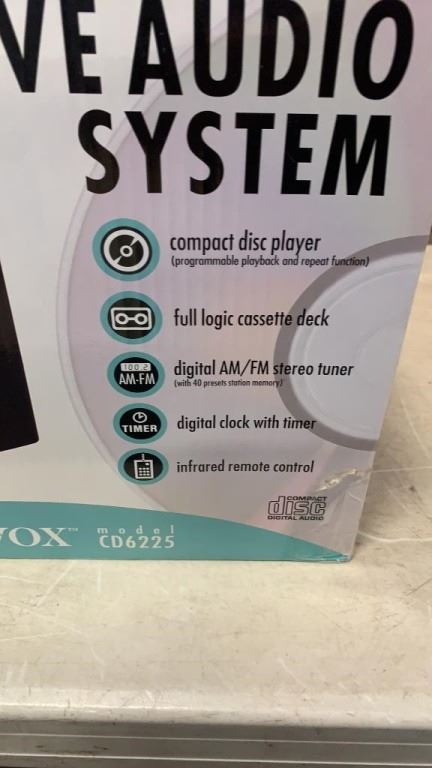 VE AUDIO
SYSTEM
compact disc player
(programmable playback and repeat function)
full logic cassette deck
100.2
AM-FM
digital AM/FM stereo tuner
(with 40 presets station memory)
TIMER
digital clock with timer
infrared remote control
COMPACT
disc
DIGITAL AUDIO
VOX™ model
CD6225